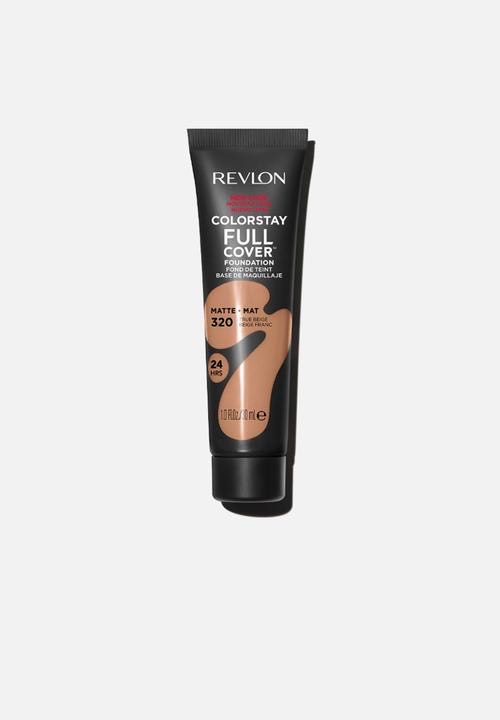 REVLON
COLORSTAY
FULL
COVER™
FOUNDATION
FOND DE TEINT
BASE DE MAQUILLAJE
MATTE • MAT
320 TRUE BEIGE
BEIGE FRANC
24
HRS
1.0 FL.Oz/30 mL e